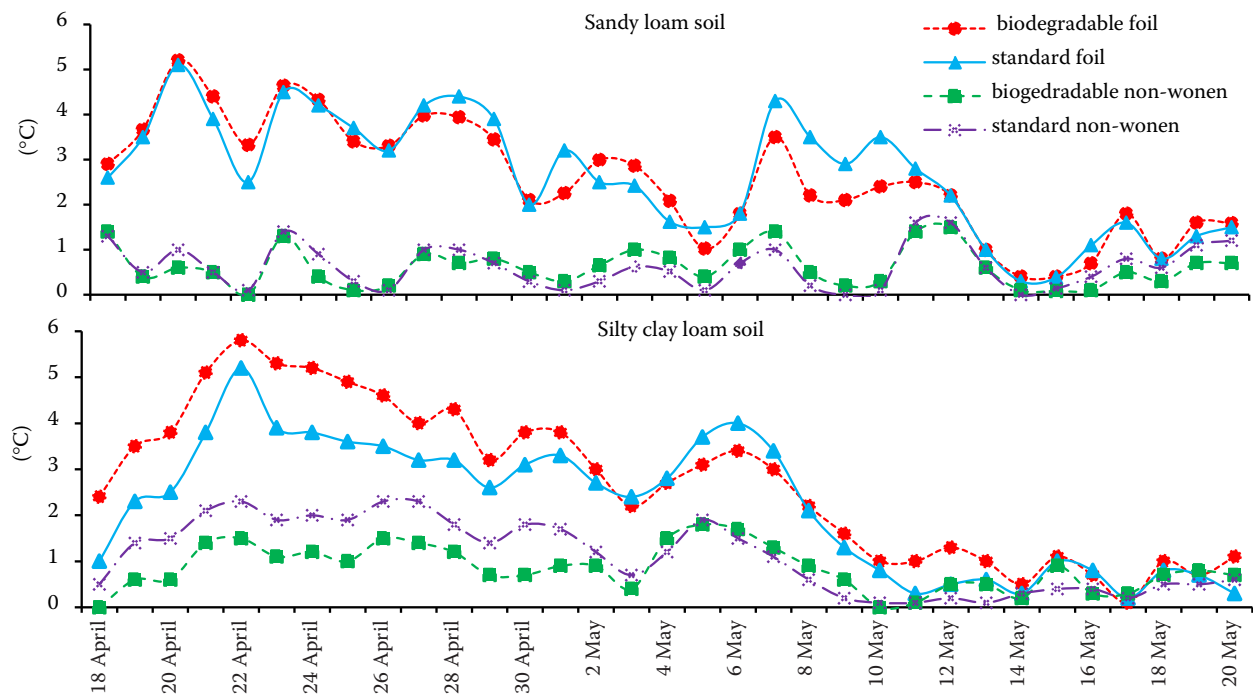 Sandy loam soil
biodegradable foil
standard foil
biogedradable non-wonen
standard non-wonen
(°C)
6
5
4
3
2
1
0
Silty clay loam soil
(°C)
6
5
4
3
2
1
0
18 April
20 April
22 April
24 April
26 April
28 April
30 April
2 May
4 May
6 May
8 May
10 May
12 May
14 May
16 May
18 May
20 May